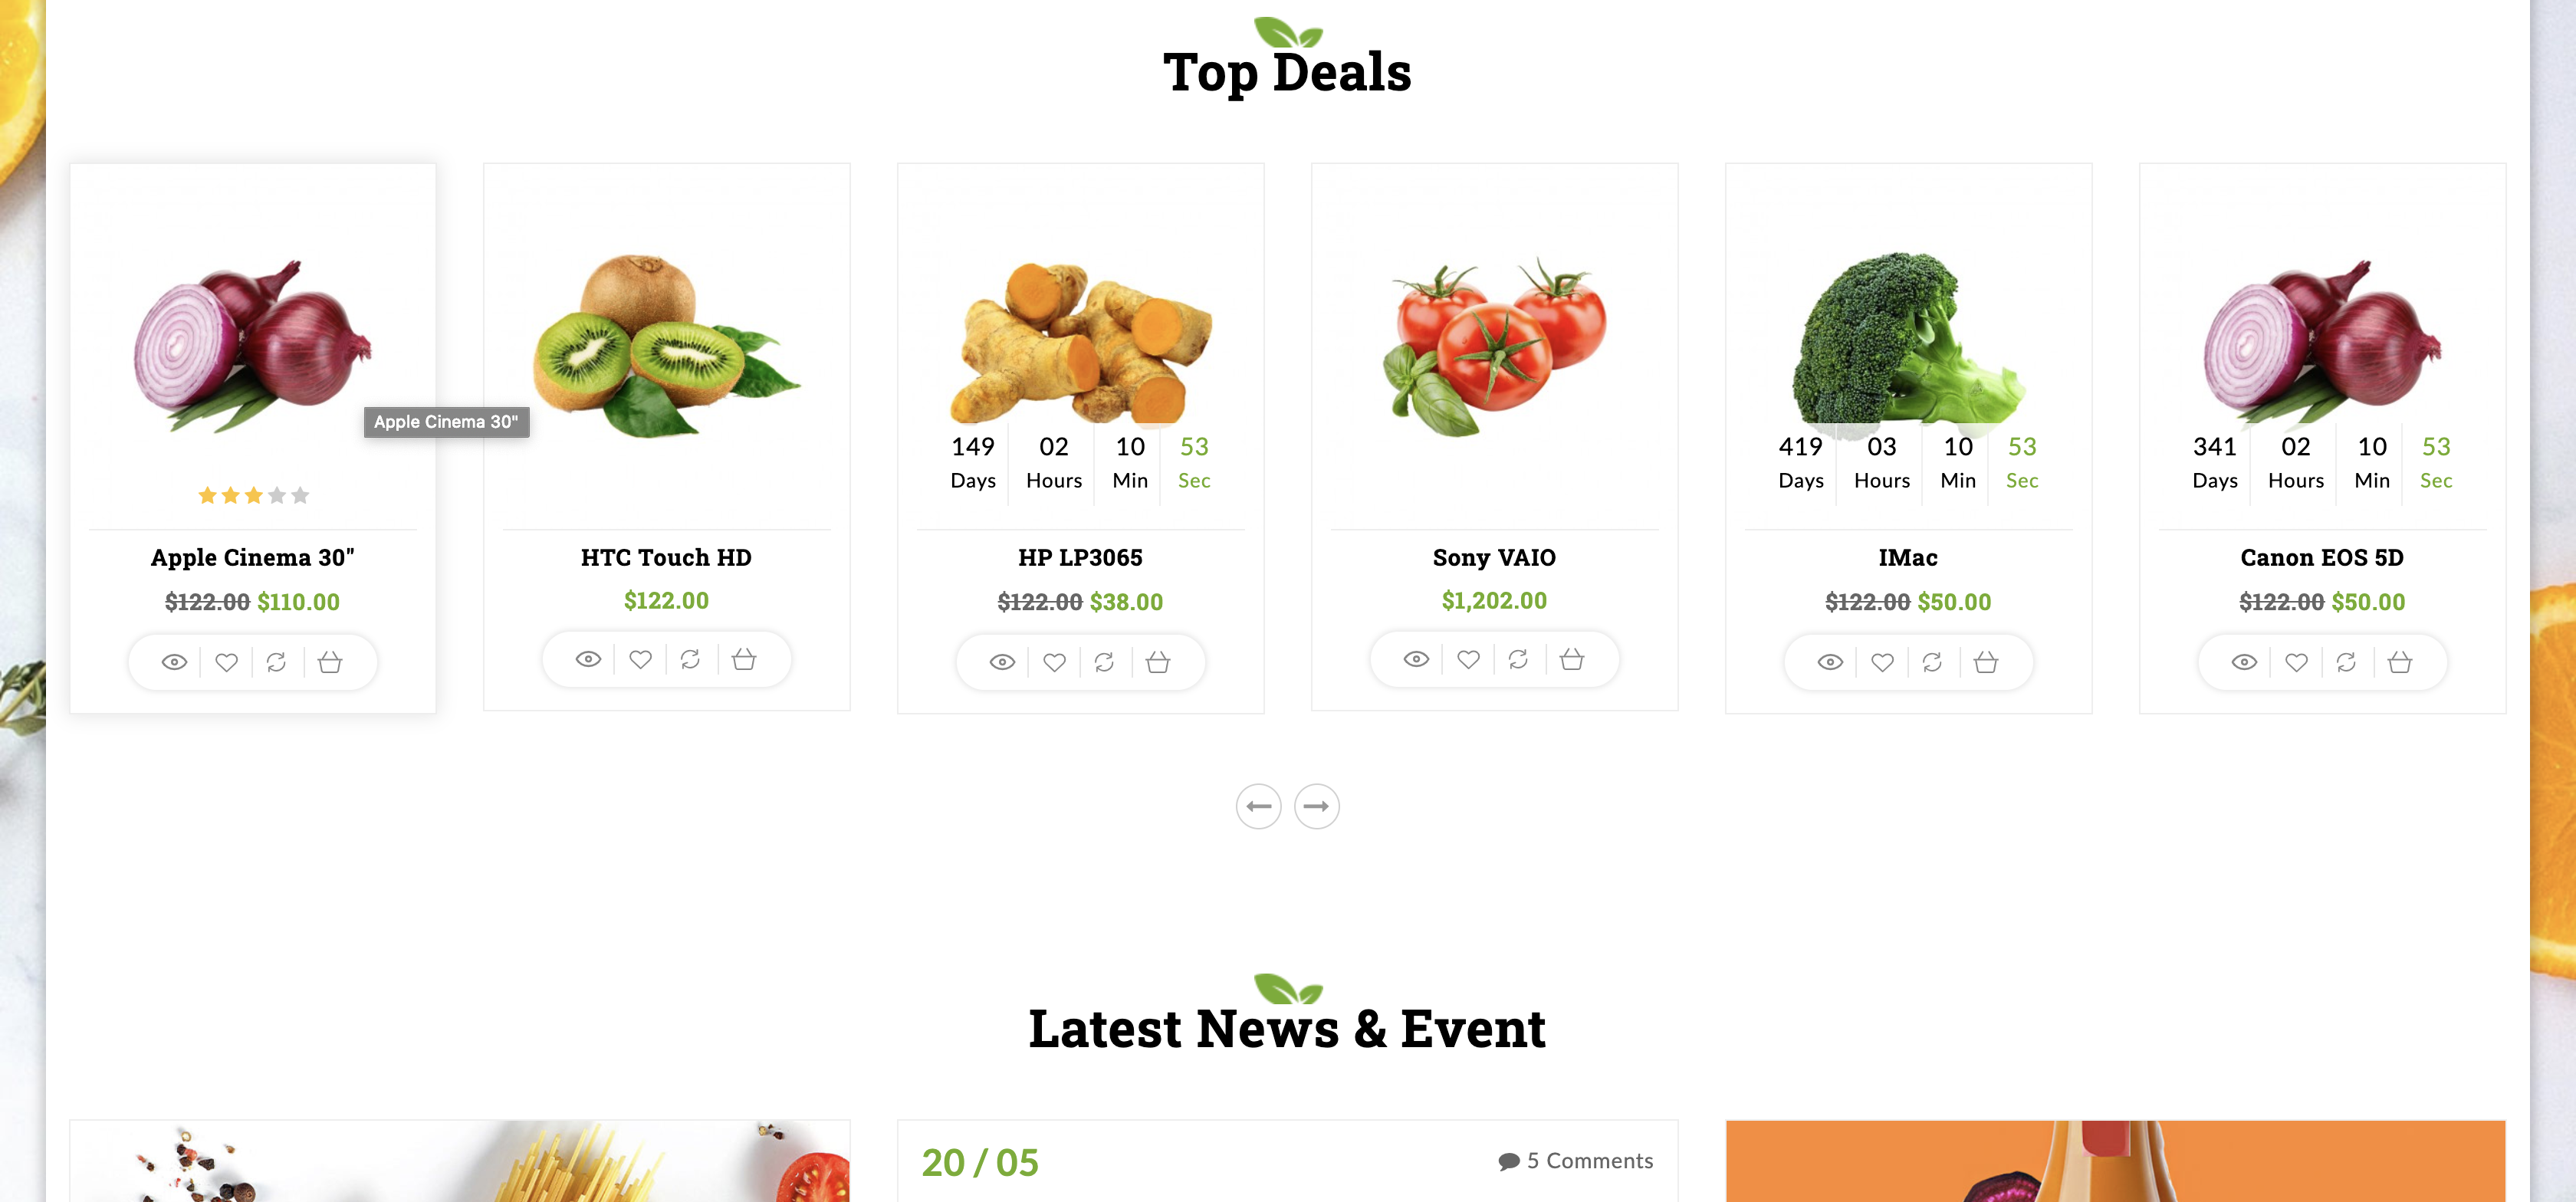 Top Deals
149 02 10 53
Days Hours Min Sec
419 03 10 53
Days Hours Min Sec
341 02 10 53
Days Hours Min Sec
Apple Cinema 30"
Apple Cinema 30"
$122.00 $110.00
HTC Touch HD
$122.00
HP LP3065
$122.00 $38.00
Sony VAIO
$1,202.00
IMac
$122.00 $50.00
Canon EOS 5D
$122.00 $50.00
Latest News & Event
20 / 05
5 Comments